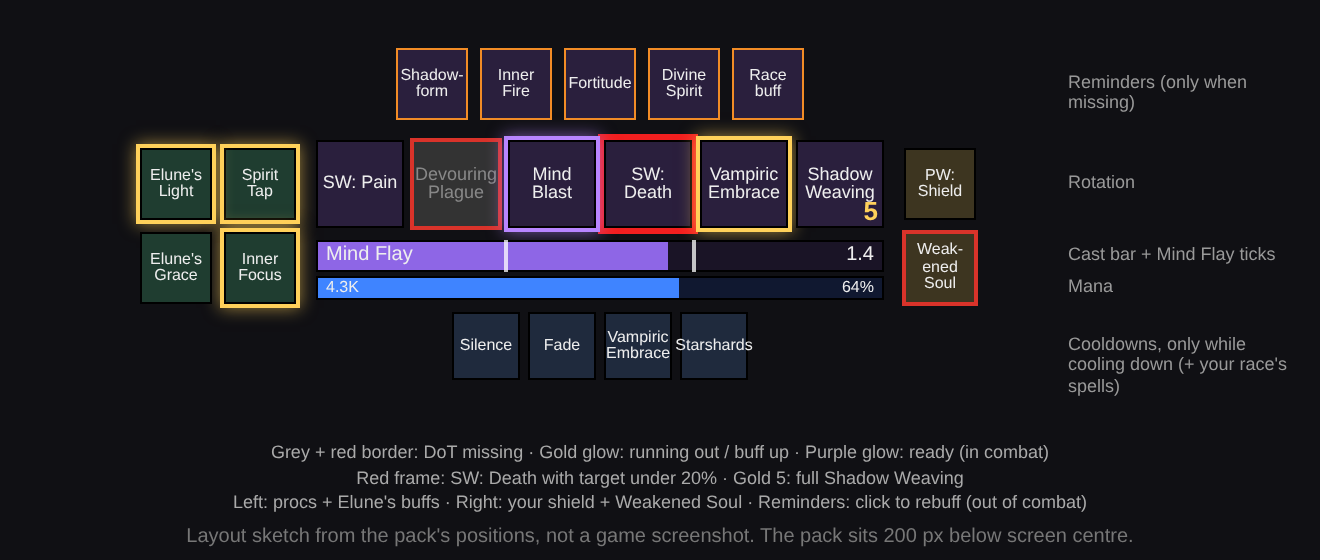 Shadow-
form
Inner
Fire
Fortitude
Divine
Spirit
Race
buff
Reminders (only when
missing)
Elune's
Light
Spirit
Tap
SW: Pain
Devouring
Plague
Mind
Blast
SW:
Death
Vampiric
Embrace
Shadow
Weaving
5
PW:
Shield
Rotation
Elune's
Grace
Inner
Focus
Mind Flay
1.4
Weak-
ened
Soul
Cast bar + Mind Flay ticks
4.3K
64%
Mana
Silence
Fade
Vampiric
Embrace
Starshards
Cooldowns, only while
cooling down (+ your race's
spells)
Grey + red border: DoT missing · Gold glow: running out / buff up · Purple glow: ready (in combat)
Red frame: SW: Death with target under 20% · Gold 5: full Shadow Weaving
Left: procs + Elune's buffs · Right: your shield + Weakened Soul · Reminders: click to rebuff (out of combat)
Layout sketch from the pack's positions, not a game screenshot. The pack sits 200 px below screen centre.